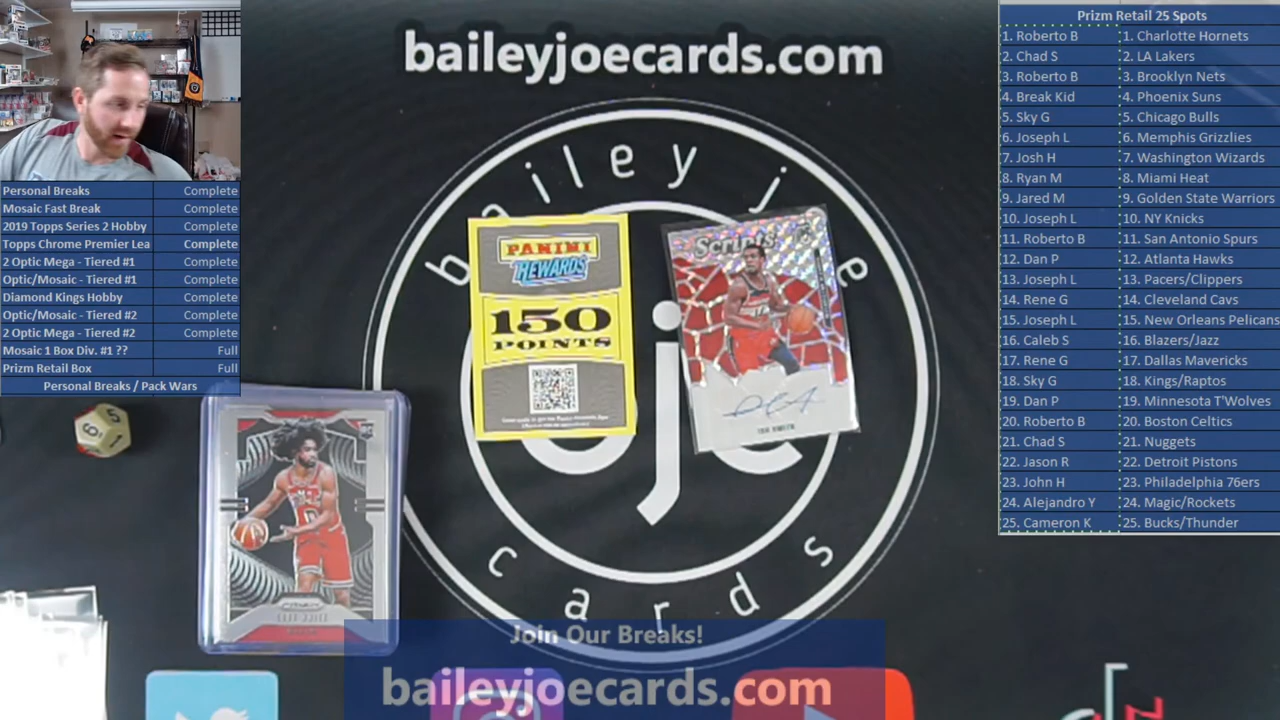 baileyjoecards.com
Personal Breaks Complete
Mosaic Fast Break Complete
2019 Topps Series 2 Hobby Complete
Topps Chrome Premier Lea Complete
2 Optic Mega - Tiered #1 Complete
Optic/Mosaic - Tiered #1 Complete
Diamond Kings Hobby Complete
Optic/Mosaic - Tiered #2 Complete
2 Optic Mega - Tiered #2 Complete
Mosaic 1 Box Div. #1 ?? Full
Prizm Retail Box Full
Personal Breaks / Pack Wars
Prizm Retail 25 Spots
1. Roberto B 1. Charlotte Hornets
2. Chad S 2. LA Lakers
3. Roberto B 3. Brooklyn Nets
4. Break Kid 4. Phoenix Suns
5. Sky G 5. Chicago Bulls
6. Joseph L 6. Memphis Grizzlies
7. Josh H 7. Washington Wizards
8. Ryan M 8. Miami Heat
9. Jared M 9. Golden State Warriors
10. Joseph L 10. NY Knicks
11. Roberto B 11. San Antonio Spurs
12. Dan P 12. Atlanta Hawks
13. Joseph L 13. Pacers/Clippers
14. Rene G 14. Cleveland Cavs
15. Joseph L 15. New Orleans Pelicans
16. Caleb S 16. Blazers/Jazz
17. Rene G 17. Dallas Mavericks
18. Sky G 18. Kings/Raptos
19. Dan P 19. Minnesota T'Wolves
20. Roberto B 20. Boston Celtics
21. Chad S 21. Nuggets
22. Jason R 22. Detroit Pistons
23. John H 23. Philadelphia 76ers
24. Alejandro Y 24. Magic/Rockets
25. Cameron K 25. Bucks/Thunder
bailey joe
bjc
cards
PANINI
REWARDS
150
POINTS
Scripts
5
6
1
Join Our Breaks!
baileyjoecards.com